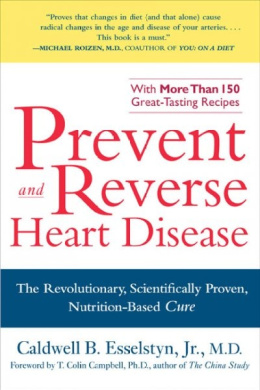 “Proves that changes in diet (and that alone) cause
radical changes in the age and disease of your arteries. . . .
This book is a must.”
—MICHAEL ROIZEN, M.D., COAUTHOR OF YOU: ON A DIET
With More Than 150
Great-Tasting Recipes
Prevent
and Reverse
Heart Disease
The Revolutionary, Scientifically Proven,
Nutrition-Based Cure
Caldwell B. Esselstyn, Jr., M.D.
Foreword by T. Colin Campbell, Ph.D., author of The China Study